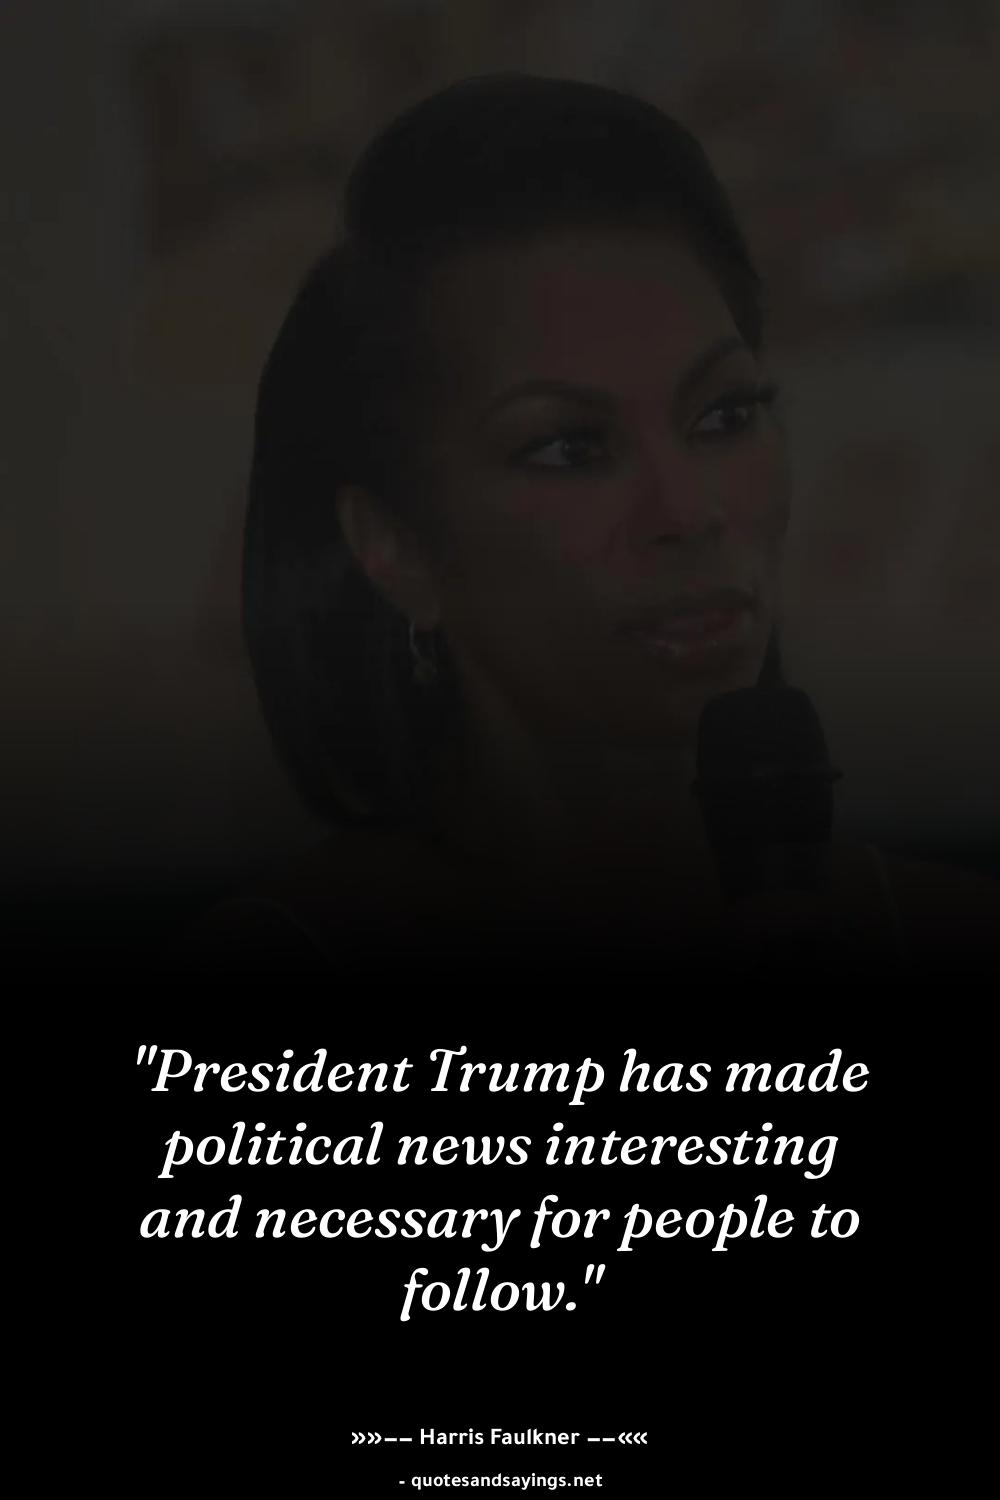 "President Trump has made
political news interesting
and necessary for people to
follow."
»»–– Harris Faulkner ––««
- quotesandsayings.net